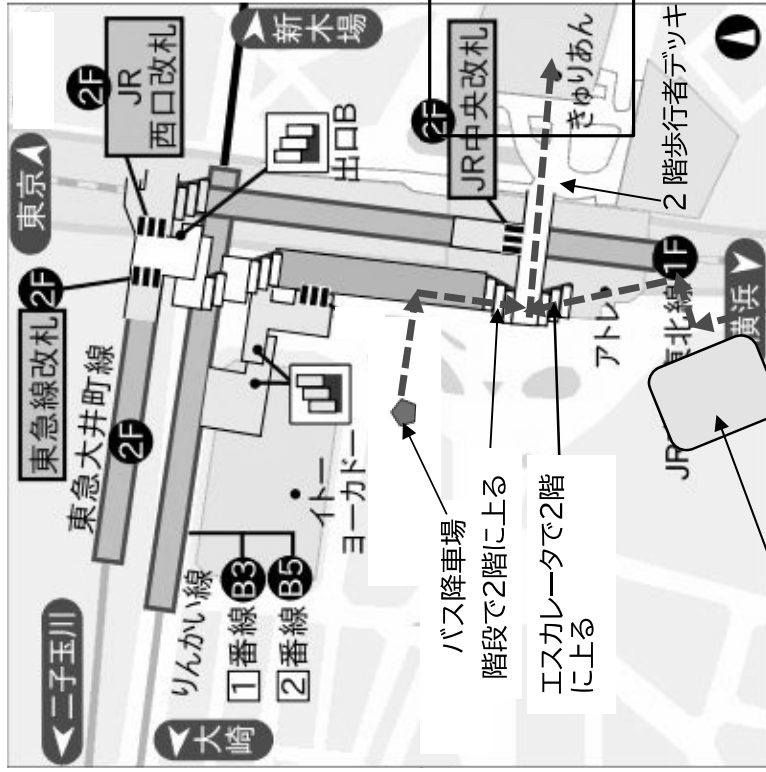 二子玉川
東京
東急線改札
2F
東急大井町線
2F
2F
JR
西口改札
大崎
りんかい線
1番線 B3
2番線 B5
新木場
出口B
イトー
ヨーカドー
バス降車場
階段で2階に上る
エスカレータで2階
に上る
2F
JR中央改札
きゅりあん
2階歩行者デッキ
アトレ
1F
JR
北線
横浜